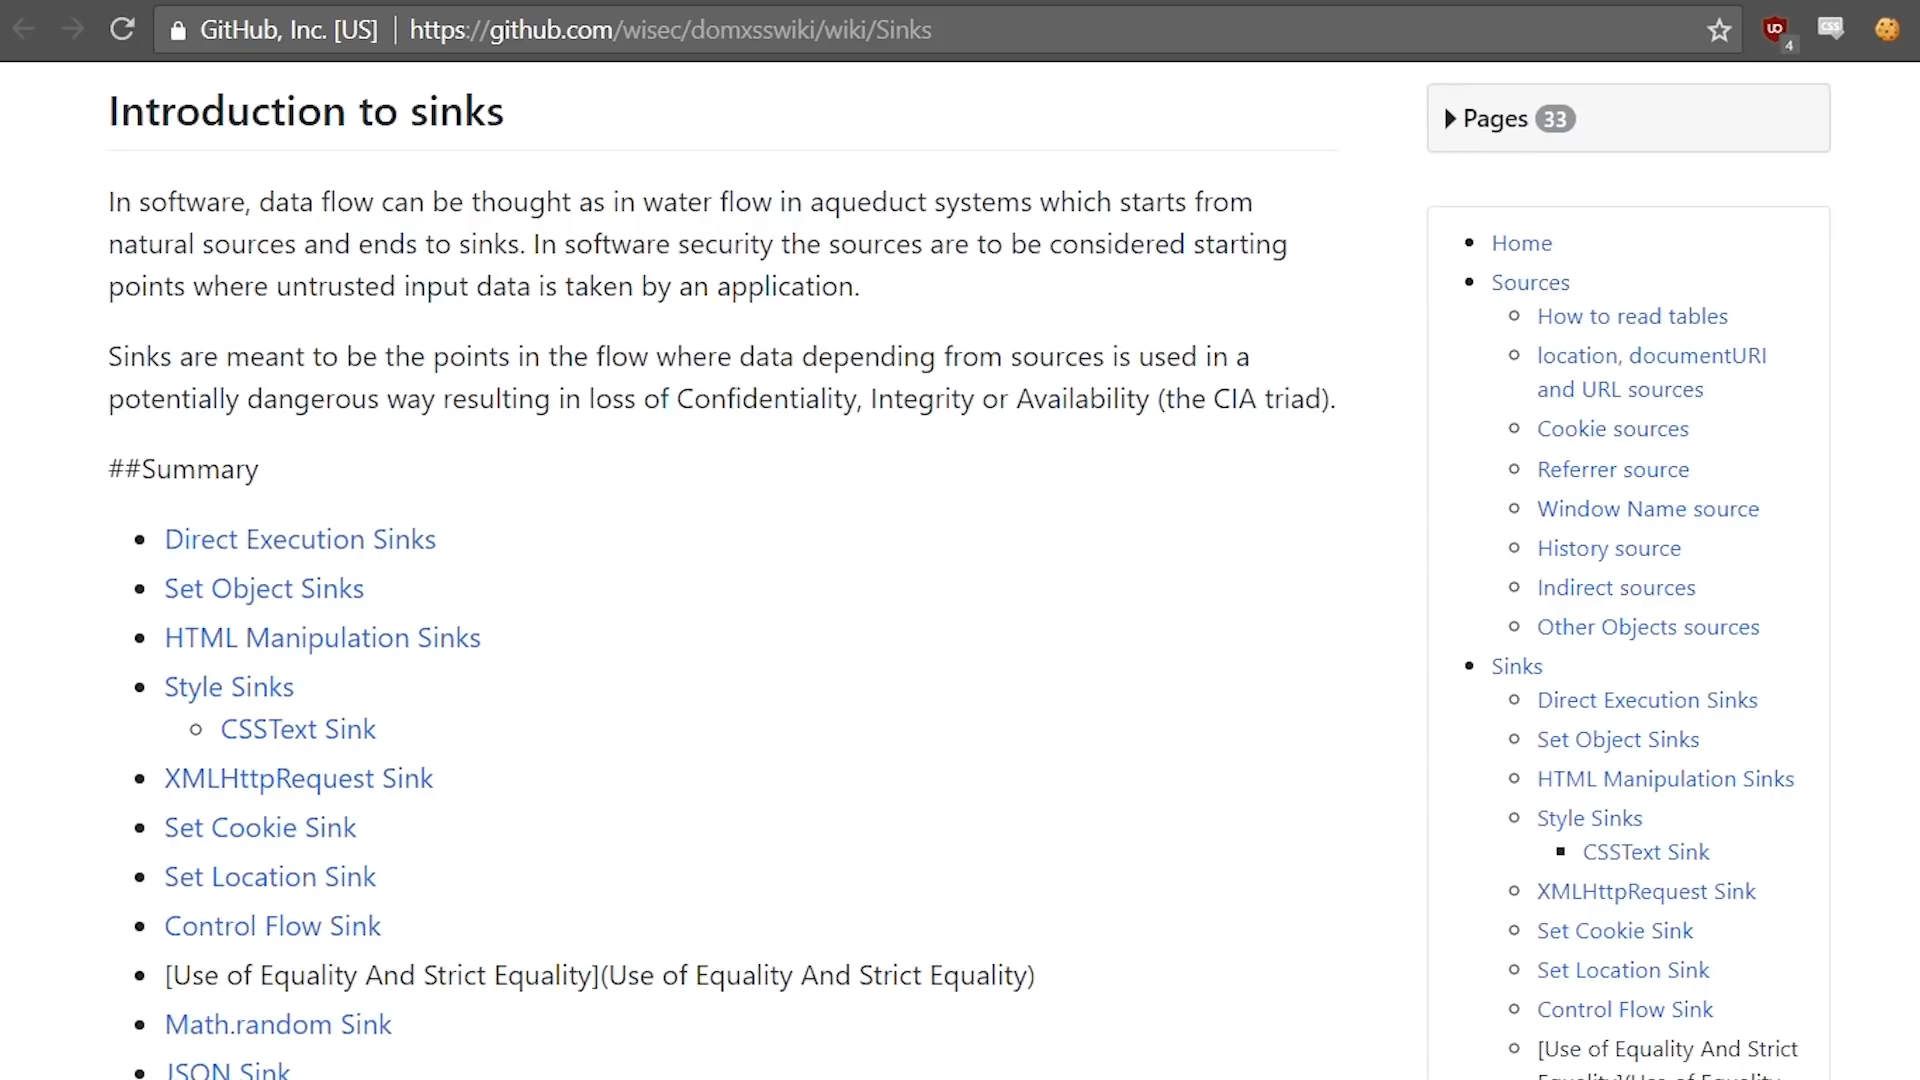 GitHub, Inc. [US] | https://github.com/wisec/domxsswiki/wiki/Sinks
UD
4
CSS
Introduction to sinks
In software, data flow can be thought as in water flow in aqueduct systems which starts from
natural sources and ends to sinks. In software security the sources are to be considered starting
points where untrusted input data is taken by an application.
Sinks are meant to be the points in the flow where data depending from sources is used in a
potentially dangerous way resulting in loss of Confidentiality, Integrity or Availability (the CIA triad).
##Summary
Direct Execution Sinks
Set Object Sinks
HTML Manipulation Sinks
Style Sinks
CSSText Sink
XMLHttpRequest Sink
Set Cookie Sink
Set Location Sink
Control Flow Sink
[Use of Equality And Strict Equality](Use of Equality And Strict Equality)
Math.random Sink
JSON Sink
Pages 33
Home
Sources
How to read tables
location, documentURI
and URL sources
Cookie sources
Referrer source
Window Name source
History source
Indirect sources
Other Objects sources
Sinks
Direct Execution Sinks
Set Object Sinks
HTML Manipulation Sinks
Style Sinks
CSSText Sink
XMLHttpRequest Sink
Set Cookie Sink
Set Location Sink
Control Flow Sink
[Use of Equality And Strict
Equality](Use of Equality